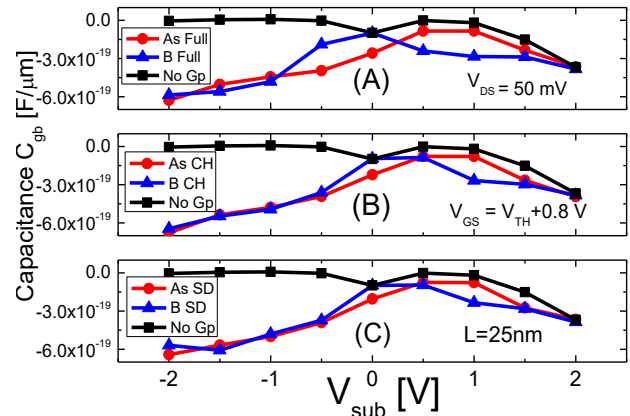 Capacitance C_gb [F/μm]
0.0
-3.0x10^-19
-6.0x10^-19
As Full
B Full
No Gp
(A)
V_DS = 50 mV
0.0
-3.0x10^-19
-6.0x10^-19
As CH
B CH
No Gp
(B)
V_GS = V_TH+0.8 V
0.0
-3.0x10^-19
-6.0x10^-19
As SD
B SD
No Gp
(C)
L=25nm
-2 -1 0 1 2
V_sub [V]